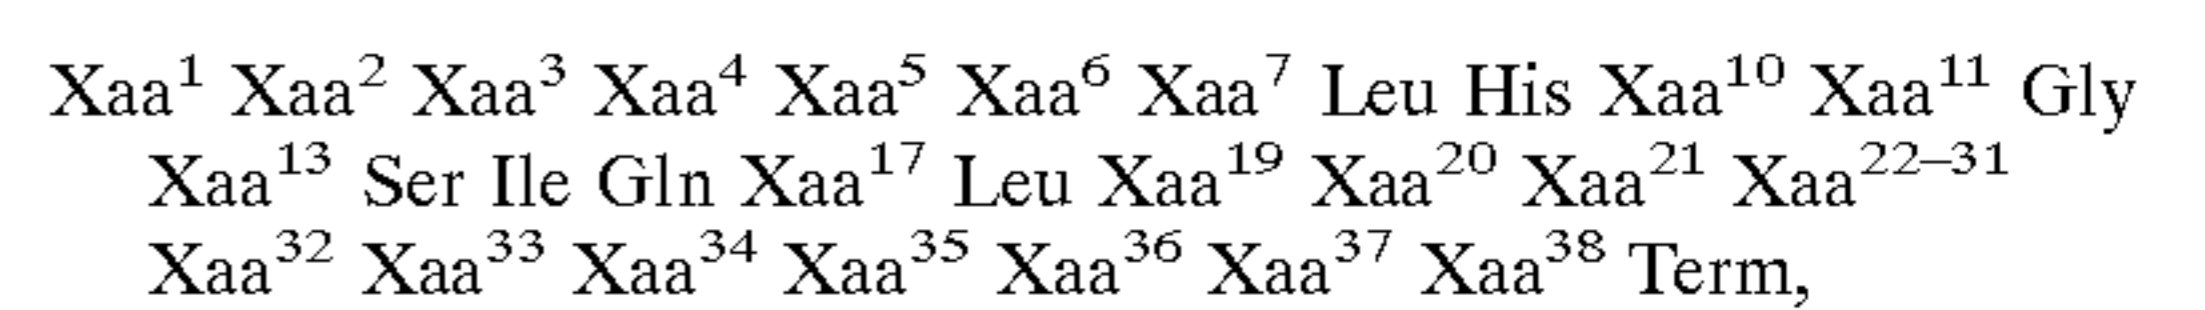 Xaa¹ Xaa² Xaa³ Xaa⁴ Xaa⁵ Xaa⁶ Xaa⁷ Leu His Xaa¹⁰ Xaa¹¹ Gly
Xaa¹³ Ser Ile Gln Xaa¹⁷ Leu Xaa¹⁹ Xaa²⁰ Xaa²¹ Xaa²²⁻³¹
Xaa³² Xaa³³ Xaa³⁴ Xaa³⁵ Xaa³⁶ Xaa³⁷ Xaa³⁸ Term,